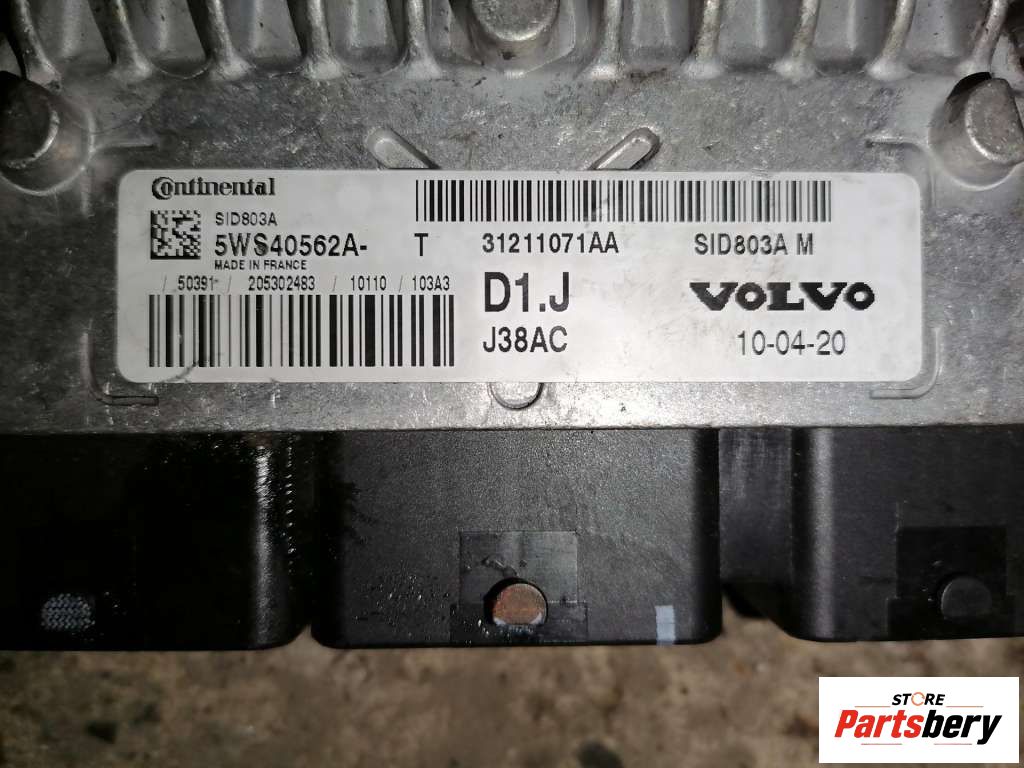 Continental
SID803A
5WS40562A- T 31211071AA SID803A M
MADE IN FRANCE
/ 50391 / 205302483 / 10110 / 103A3
D1.J VOLVO
J38AC 10-04-20
STORE
Partsbery